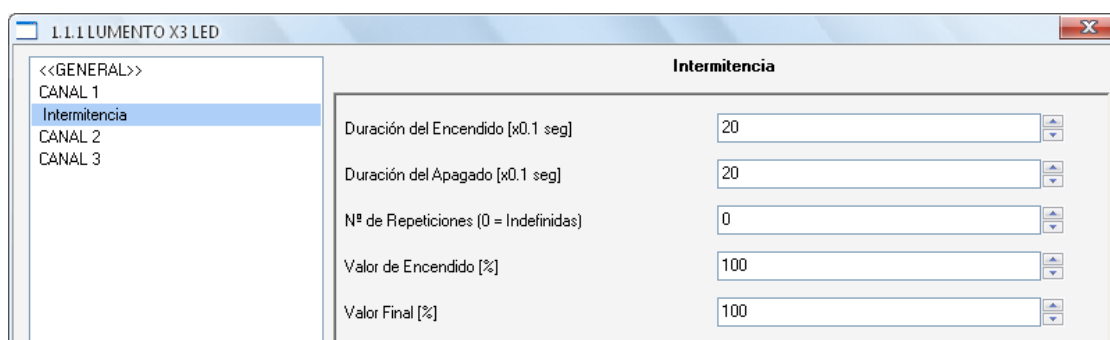 1.1.1 LUMENTO X3 LED
<<GENERAL>>
CANAL 1
Intermitencia
CANAL 2
CANAL 3
Intermitencia
Duración del Encendido [x0.1 seg] 20
Duración del Apagado [x0.1 seg] 20
Nº de Repeticiones (0 = Indefinidas) 0
Valor de Encendido [%] 100
Valor Final [%] 100